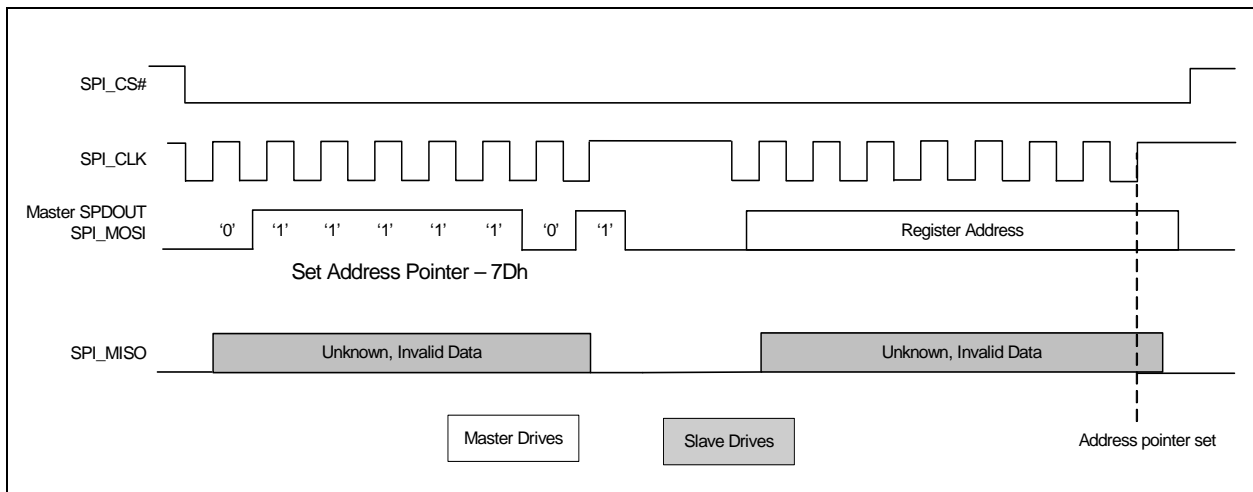 SPI_CS#
SPI_CLK
Master SPDOUT
SPI_MOSI
‘0’ ‘1’ ‘1’ ‘1’ ‘1’ ‘1’ ‘0’ ‘1’
Register Address
Set Address Pointer – 7Dh
SPI_MISO
Unknown, Invalid Data
Unknown, Invalid Data
Master Drives
Slave Drives
Address pointer set